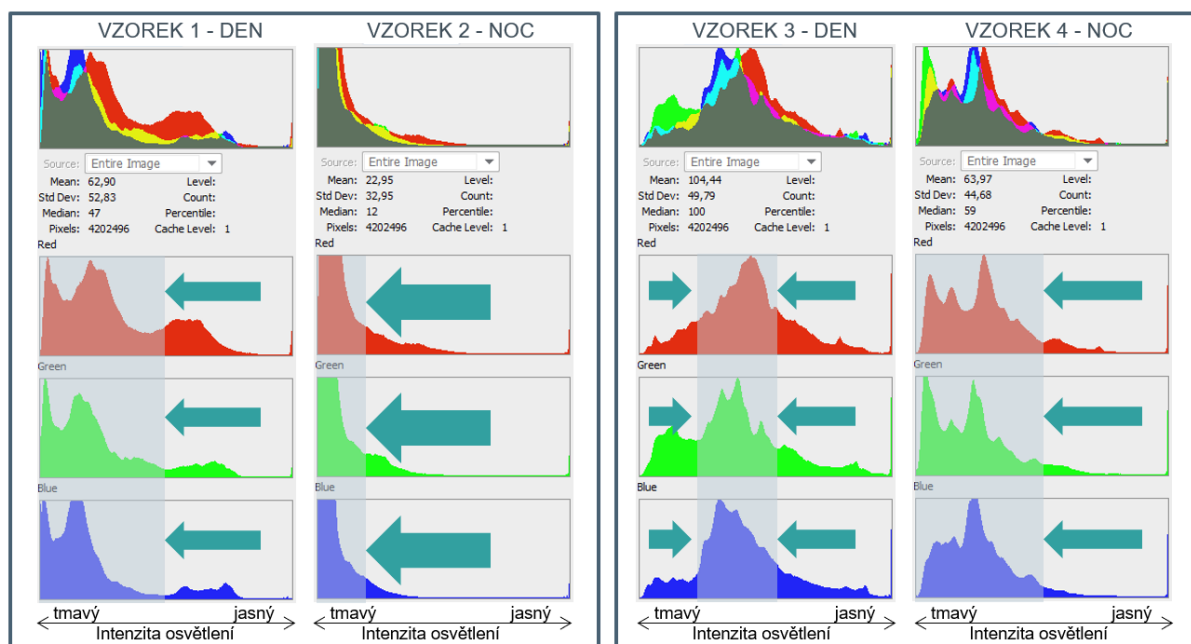 VZOREK 1 - DEN
Source: Entire Image
Mean: 62,90 Level:
Std Dev: 52,83 Count:
Median: 47 Percentile:
Pixels: 4202496 Cache Level: 1
Red
Green
Blue
tmavý jasný
Intenzita osvětlení
VZOREK 2 - NOC
Source: Entire Image
Mean: 22,95 Level:
Std Dev: 32,95 Count:
Median: 12 Percentile:
Pixels: 4202496 Cache Level: 1
Red
Green
Blue
tmavý jasný
Intenzita osvětlení
VZOREK 3 - DEN
Source: Entire Image
Mean: 104,44 Level:
Std Dev: 49,79 Count:
Median: 100 Percentile:
Pixels: 4202496 Cache Level: 1
Red
Green
Blue
tmavý jasný
Intenzita osvětlení
VZOREK 4 - NOC
Source: Entire Image
Mean: 63,97 Level:
Std Dev: 44,68 Count:
Median: 59 Percentile:
Pixels: 4202496 Cache Level: 1
Red
Green
Blue
tmavý jasný
Intenzita osvětlení